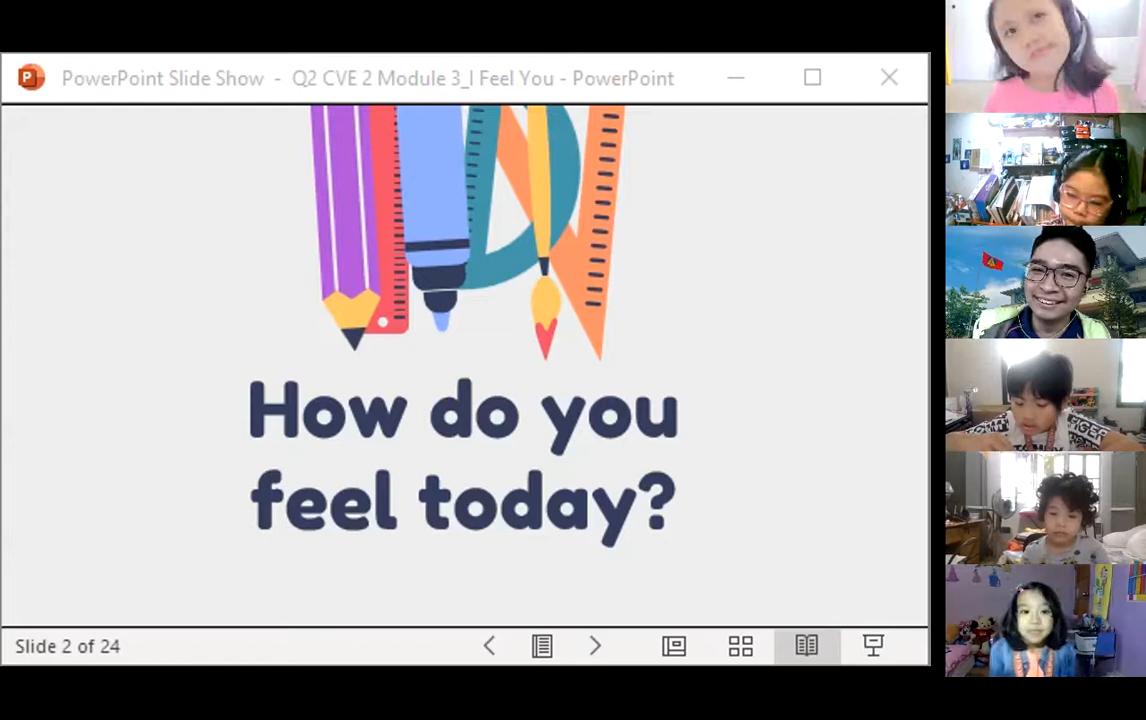 PowerPoint Slide Show - Q2 CVE 2 Module 3_I Feel You - PowerPoint
How do you
feel today?
Slide 2 of 24